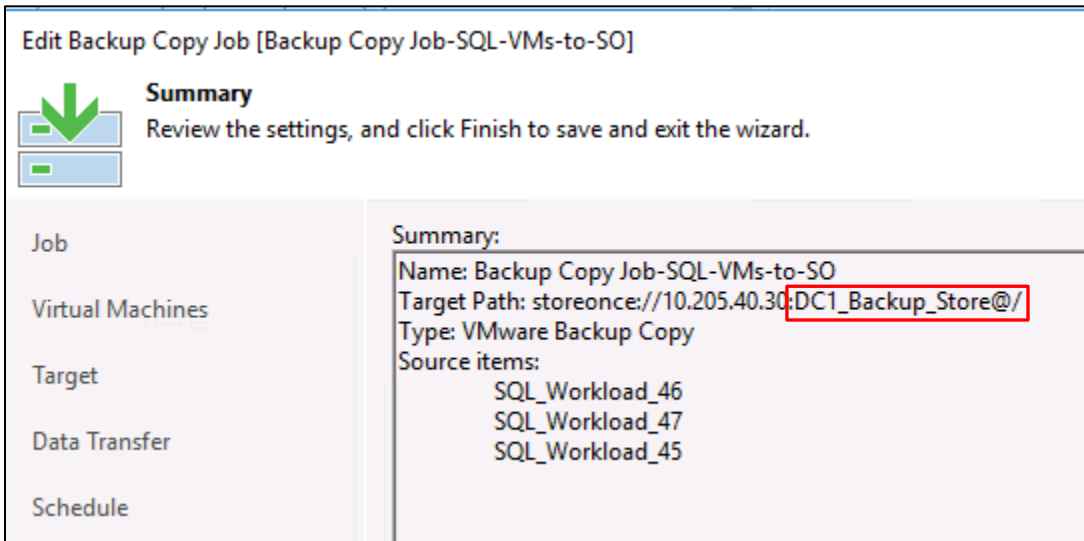 Edit Backup Copy Job [Backup Copy Job-SQL-VMs-to-SO]
Summary
Review the settings, and click Finish to save and exit the wizard.
Job
Virtual Machines
Target
Data Transfer
Schedule
Summary:
Name: Backup Copy Job-SQL-VMs-to-SO
Target Path: storeonce://10.205.40.30:DC1_Backup_Store@/
Type: VMware Backup Copy
Source items:
SQL_Workload_46
SQL_Workload_47
SQL_Workload_45